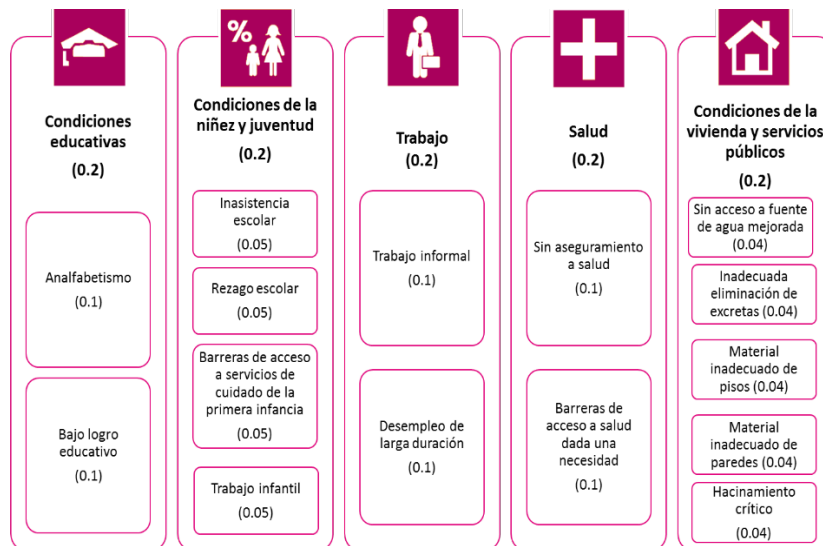 Condiciones
educativas
(0.2)
Analfabetismo
(0.1)
Bajo logro
educativo
(0.1)
%
Condiciones de la
niñez y juventud
(0.2)
Inasistencia
escolar
(0.05)
Rezago escolar
(0.05)
Barreras de acceso
a servicios de
cuidado de la
primera infancia
(0.05)
Trabajo infantil
(0.05)
Trabajo
(0.2)
Trabajo informal
(0.1)
Desempleo de
larga duración
(0.1)
Salud
(0.2)
Sin aseguramiento
a salud
(0.1)
Barreras de
acceso a salud
dada una
necesidad
(0.1)
Condiciones de la
vivienda y servicios
públicos
(0.2)
Sin acceso a fuente
de agua mejorada
(0.04)
Inadecuada
eliminación de
excretas (0.04)
Material
inadecuado de
pisos (0.04)
Material
inadecuado de
paredes (0.04)
Hacinamiento
crítico
(0.04)